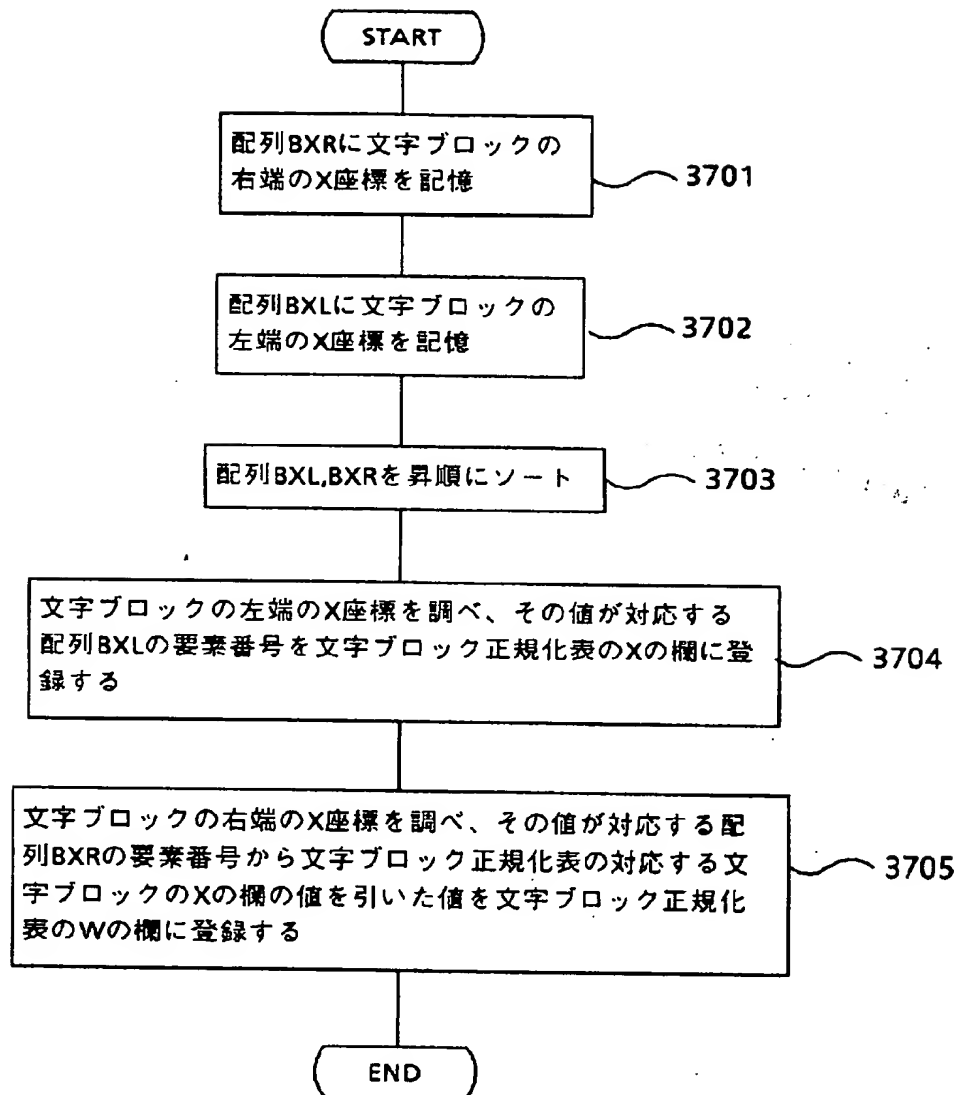 START
配列BXRに文字ブロックの
右端のX座標を記憶
3701
配列BXLに文字ブロックの
左端のX座標を記憶
3702
配列BXL,BXRを昇順にソート
3703
文字ブロックの左端のX座標を調べ、その値が対応する
配列BXLの要素番号を文字ブロック正規化表のXの欄に登
録する
3704
文字ブロックの右端のX座標を調べ、その値が対応する配
列BXRの要素番号から文字ブロック正規化表の対応する文
字ブロックのXの欄の値を引いた値を文字ブロック正規化
表のWの欄に登録する
3705
END